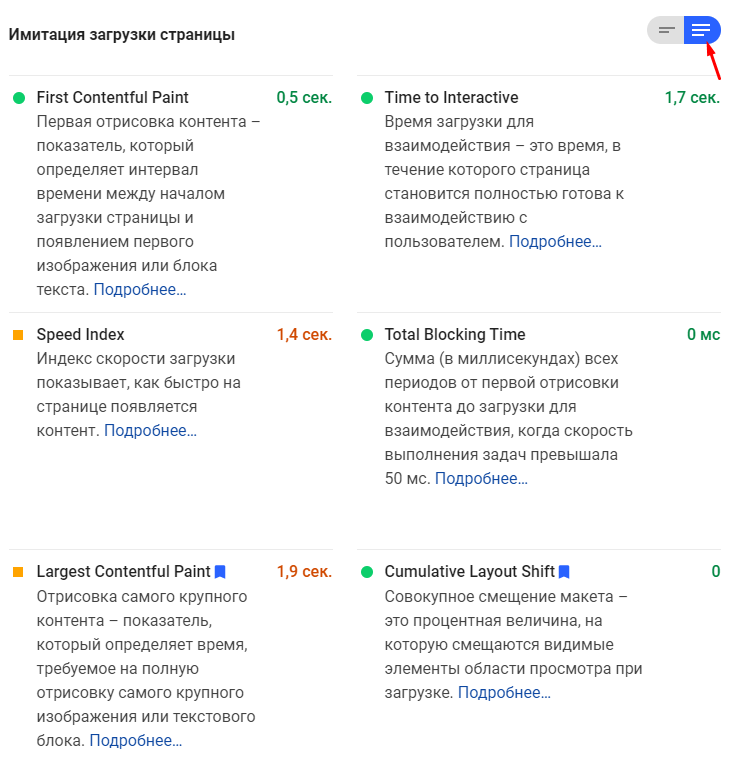 Имитация загрузки страницы
First Contentful Paint 0,5 сек.
Первая отрисовка контента –
показатель, который
определяет интервал
времени между началом
загрузки страницы и
появлением первого
изображения или блока
текста. Подробнее…
Time to Interactive 1,7 сек.
Время загрузки для
взаимодействия – это время, в
течение которого страница
становится полностью готова к
взаимодействию с
пользователем. Подробнее…
Speed Index 1,4 сек.
Индекс скорости загрузки
показывает, как быстро на
странице появляется
контент. Подробнее…
Total Blocking Time 0 мс
Сумма (в миллисекундах) всех
периодов от первой отрисовки
контента до загрузки для
взаимодействия, когда скорость
выполнения задач превышала
50 мс. Подробнее…
Largest Contentful Paint 1,9 сек.
Отрисовка самого крупного
контента – показатель,
который определяет время,
требуемое на полную
отрисовку самого крупного
изображения или текстового
блока. Подробнее…
Cumulative Layout Shift 0
Совокупное смещение макета –
это процентная величина, на
которую смещаются видимые
элементы области просмотра при
загрузке. Подробнее…